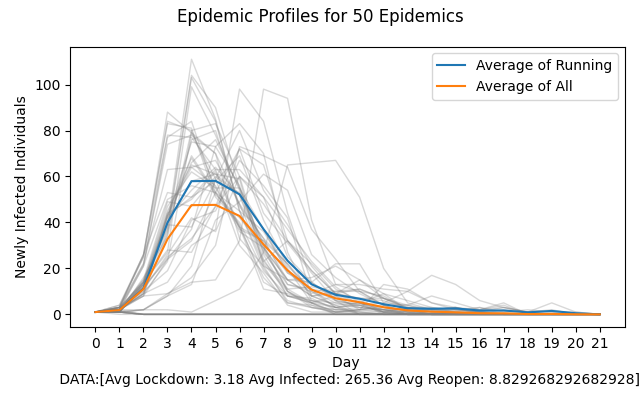 Epidemic Profiles for 50 Epidemics
Newly Infected Individuals
100
80
60
40
20
0
Average of Running
Average of All
0 1 2 3 4 5 6 7 8 9 10 11 12 13 14 15 16 17 18 19 20 21
Day
DATA:[Avg Lockdown: 3.18 Avg Infected: 265.36 Avg Reopen: 8.829268292682928]